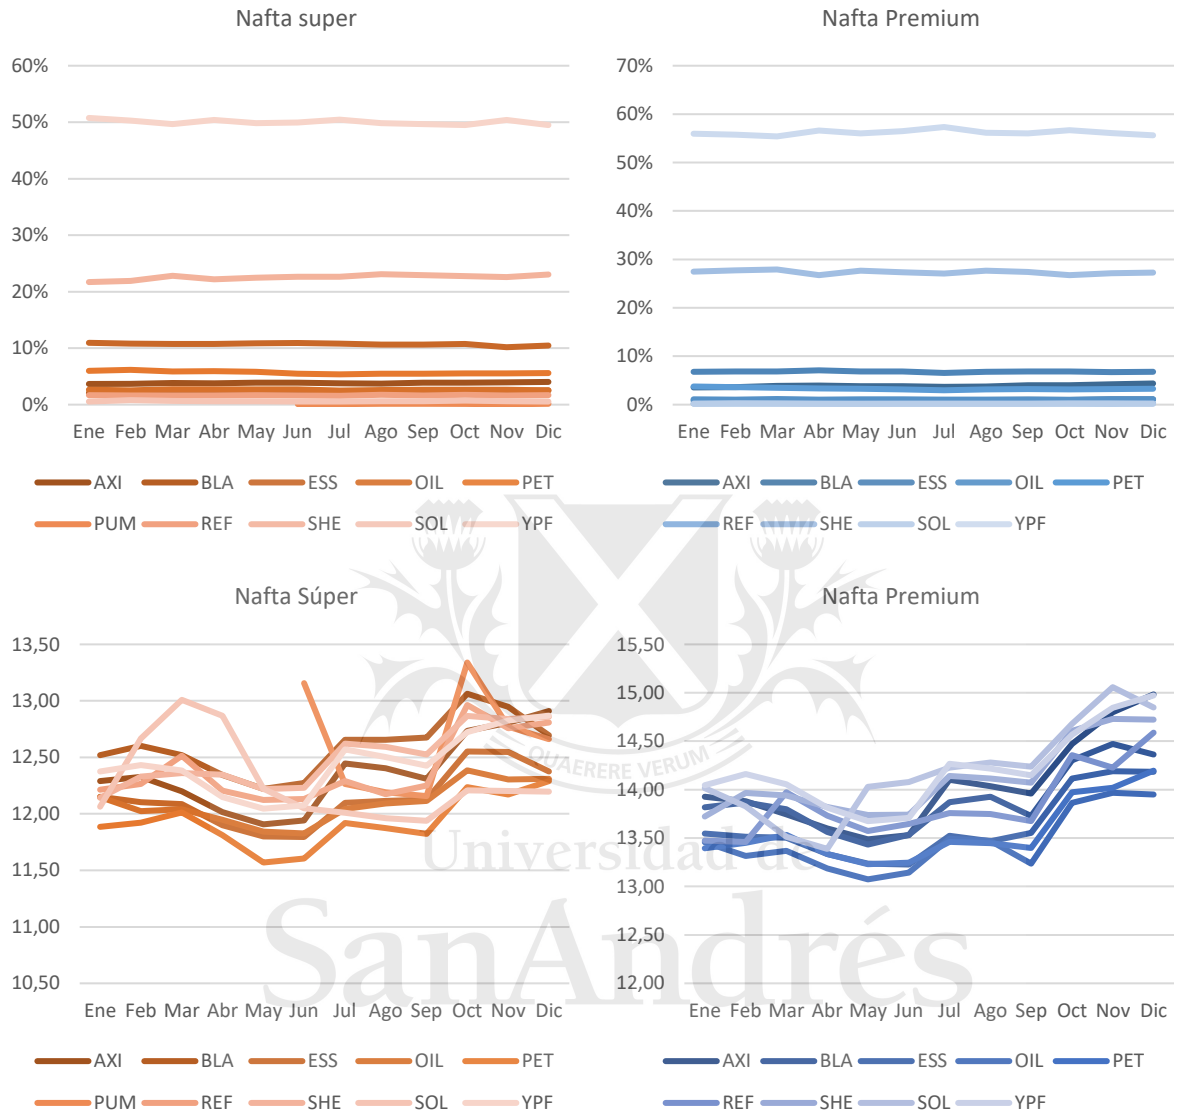 Nafta super
60%
50%
40%
30%
20%
10%
0%
Ene Feb Mar Abr May Jun Jul Ago Sep Oct Nov Dic
AXI BLA ESS OIL PET
PUM REF SHE SOL YPF
Nafta Premium
70%
60%
50%
40%
30%
20%
10%
0%
Ene Feb Mar Abr May Jun Jul Ago Sep Oct Nov Dic
AXI BLA ESS OIL PET
REF SHE SOL YPF
Nafta Súper
13,50
13,00
12,50
12,00
11,50
11,00
10,50
Ene Feb Mar Abr May Jun Jul Ago Sep Oct Nov Dic
AXI BLA ESS OIL PET
PUM REF SHE SOL YPF
Nafta Premium
15,50
15,00
14,50
14,00
13,50
13,00
12,50
12,00
Ene Feb Mar Abr May Jun Jul Ago Sep Oct Nov Dic
AXI BLA ESS OIL PET
REF SHE SOL YPF
QUAERERE VERUM
Universidad de
SanAndrés